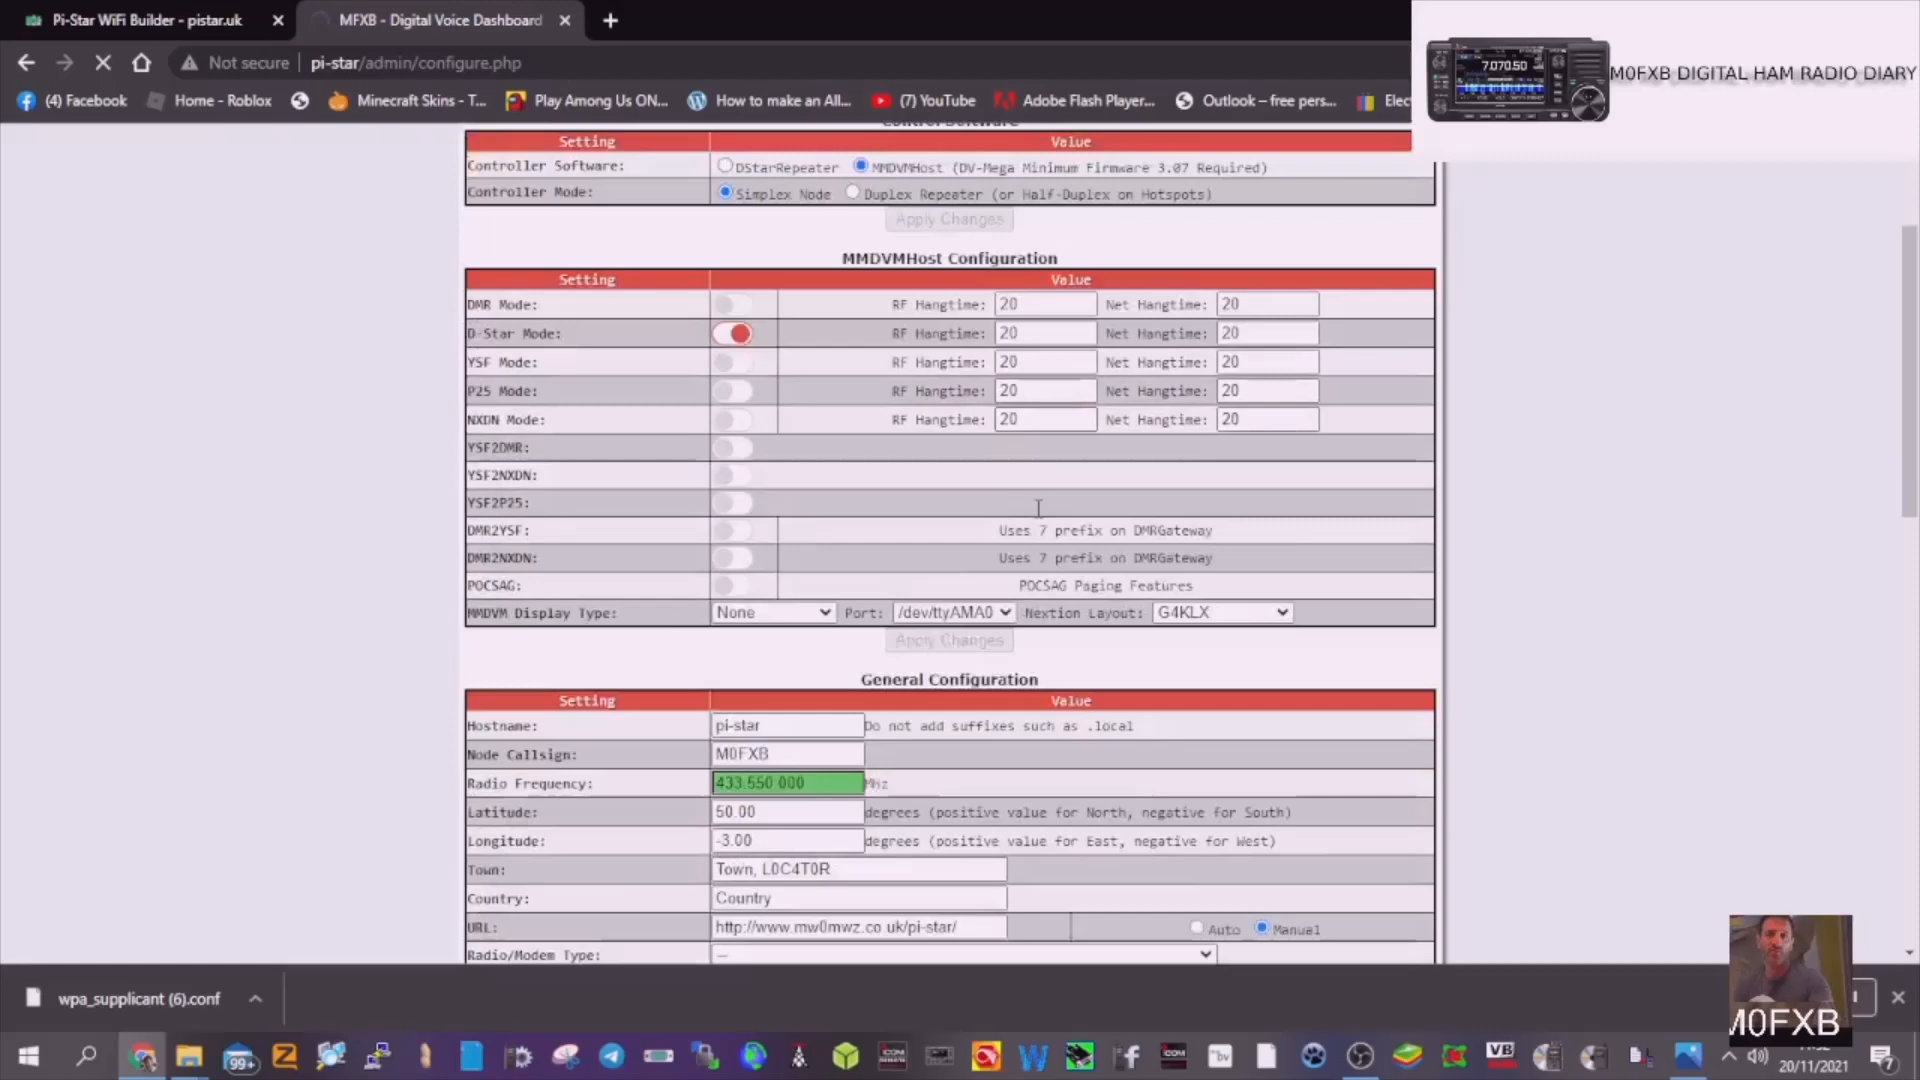 Pi-Star WiFi Builder - pistar.uk
MFXB - Digital Voice Dashboard
Not secure
pi-star/admin/configure.php
(4) Facebook
Home - Roblox
Minecraft Skins - T...
Play Among Us ON...
How to make an All...
(7) YouTube
Adobe Flash Player...
Outlook – free pers...
Elect
7.070.50
M0FXB DIGITAL HAM RADIO DIARY
Control Software
Setting Value
Controller Software: DStarRepeater MMDVMHost (DV-Mega Minimum Firmware 3.07 Required)
Controller Mode: Simplex Node Duplex Repeater (or Half-Duplex on Hotspots)
Apply Changes
MMDVMHost Configuration
Setting Value
DMR Mode: RF Hangtime: 20 Net Hangtime: 20
D-Star Mode: RF Hangtime: 20 Net Hangtime: 20
YSF Mode: RF Hangtime: 20 Net Hangtime: 20
P25 Mode: RF Hangtime: 20 Net Hangtime: 20
NXDN Mode: RF Hangtime: 20 Net Hangtime: 20
YSF2DMR:
YSF2NXDN:
YSF2P25:
DMR2YSF: Uses 7 prefix on DMRGateway
DMR2NXDN: Uses 7 prefix on DMRGateway
POCSAG: POCSAG Paging Features
MMDVM Display Type: None Port: /dev/ttyAMA0 Nextion Layout: G4KLX
Apply Changes
General Configuration
Setting Value
Hostname: pi-star Do not add suffixes such as .local
Node Callsign: M0FXB
Radio Frequency: 433.550.000 MHz
Latitude: 50.00 degrees (positive value for North, negative for South)
Longitude: -3.00 degrees (positive value for East, negative for West)
Town: Town, L0C4T0R
Country: Country
URL: http://www.mw0mwz.co.uk/pi-star/ Auto Manual
Radio/Modem Type: --
wpa_supplicant (6).conf
M0FXB
99+
VB
20/11/2021
7